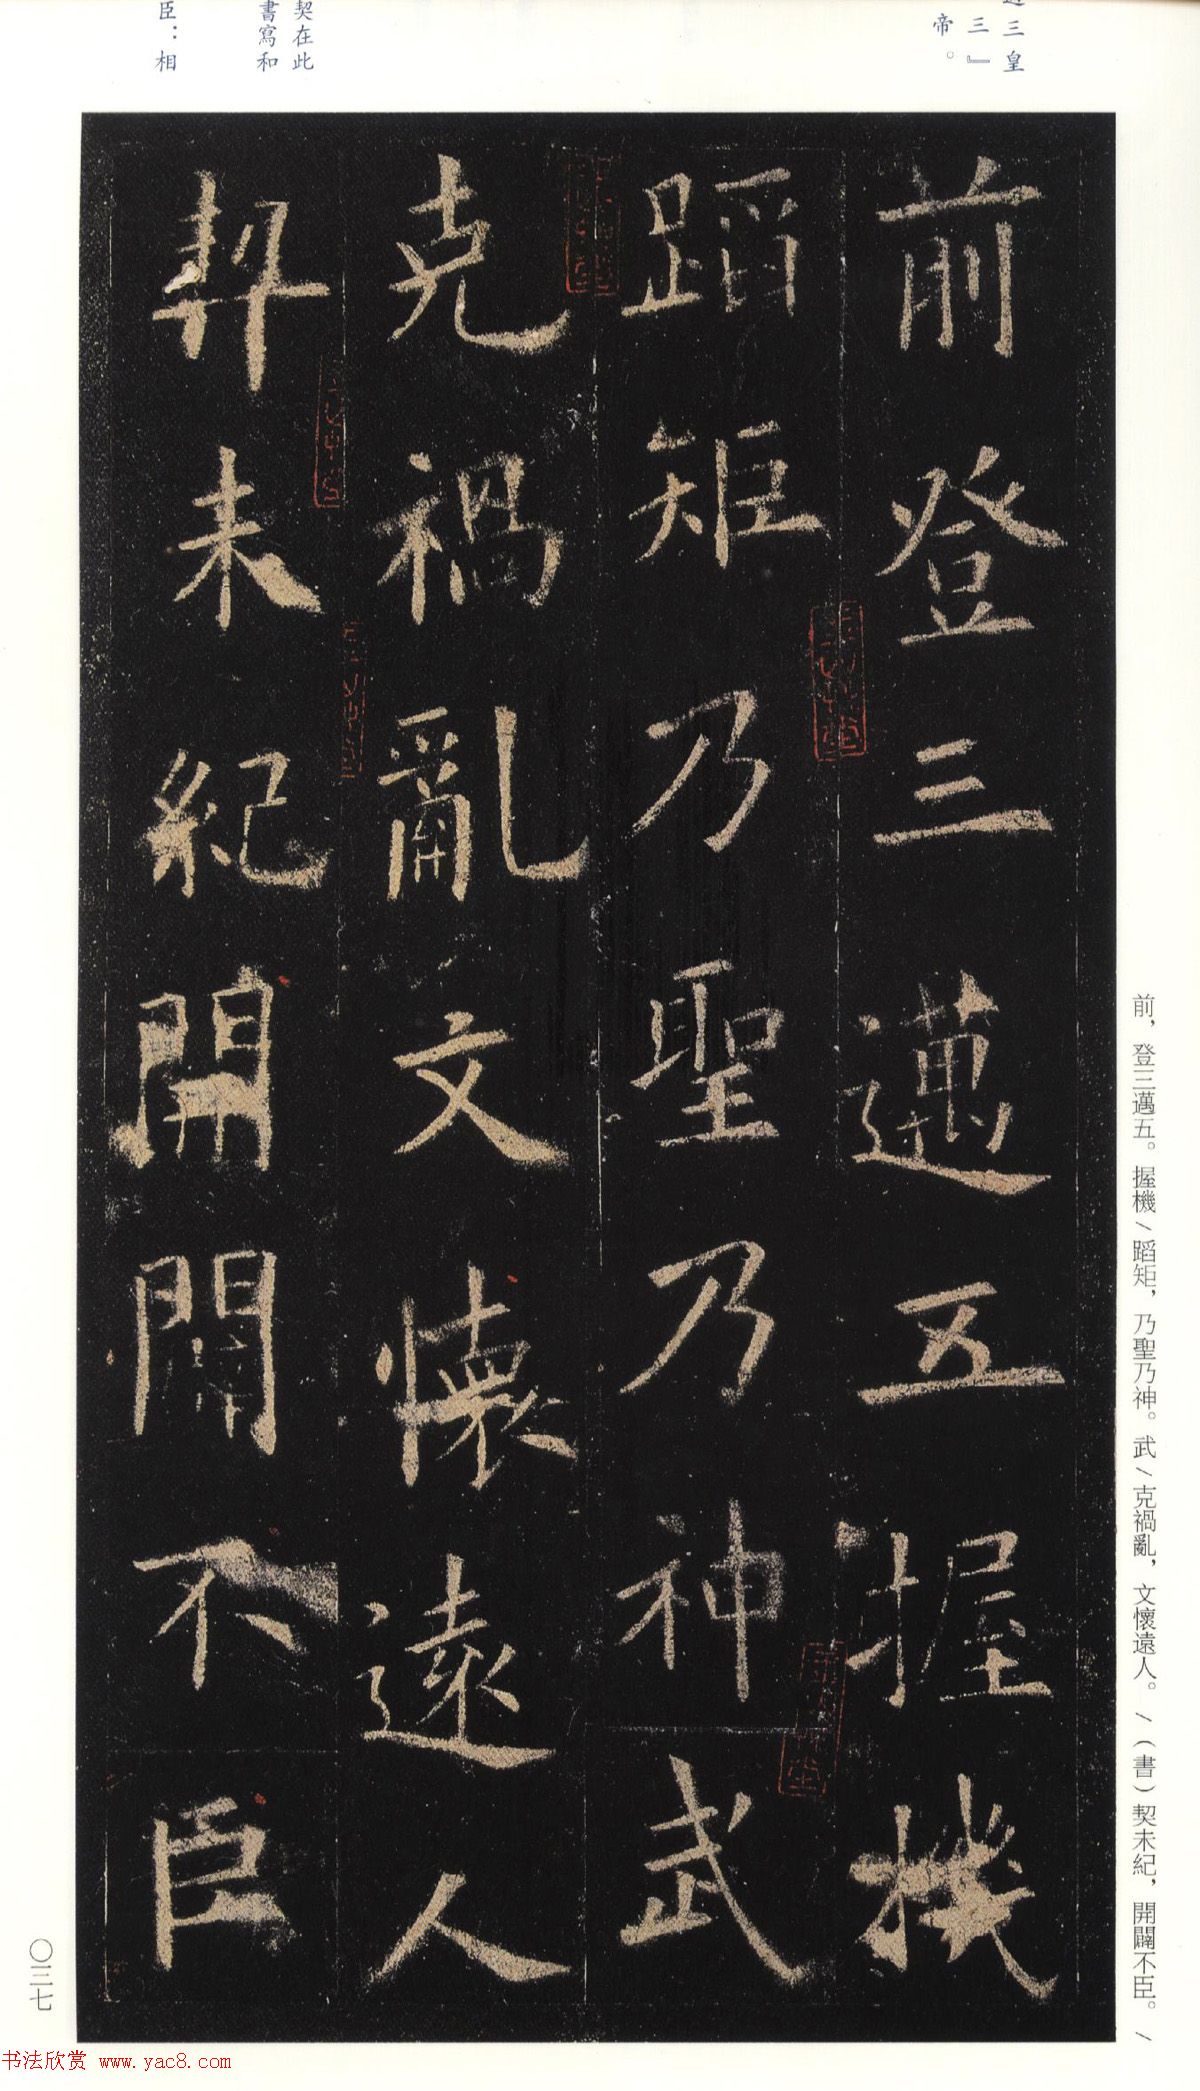 三皇
三』
帝。
前登三邁五握機
蹈矩乃聖乃神武
克禍亂文懷遠人
契未紀開闢不臣
契在此
書寫和
臣：相
前，登三邁五。握機/蹈矩，乃聖乃神。武/克禍亂，文懷遠人。/（書）契未紀，開闢不臣。/
〇三七
书法欣赏 www.yac8.com